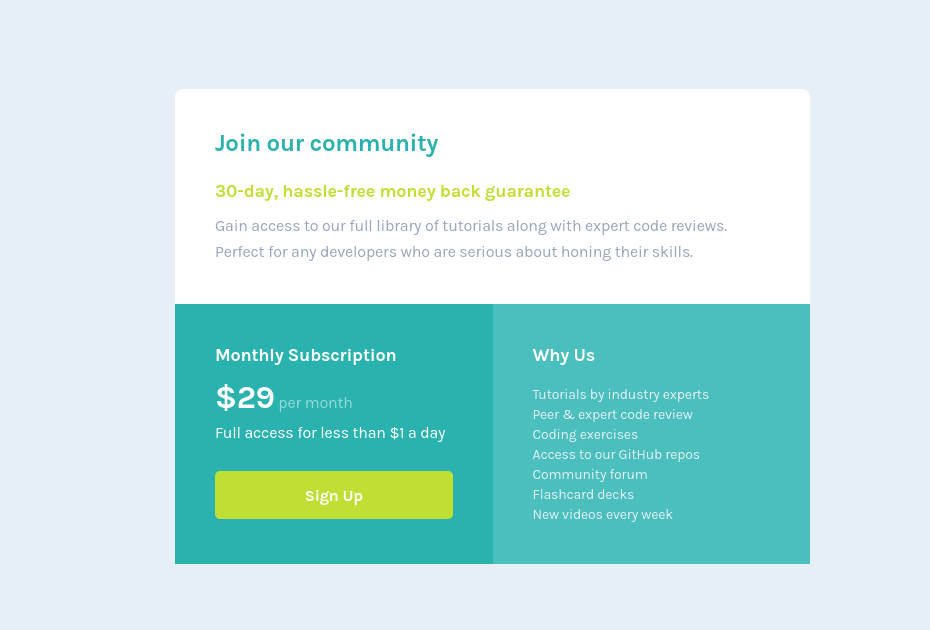 Join our community
30-day, hassle-free money back guarantee
Gain access to our full library of tutorials along with expert code reviews.
Perfect for any developers who are serious about honing their skills.
Monthly Subscription
$29 per month
Full access for less than $1 a day
Sign Up
Why Us
Tutorials by industry experts
Peer & expert code review
Coding exercises
Access to our GitHub repos
Community forum
Flashcard decks
New videos every week